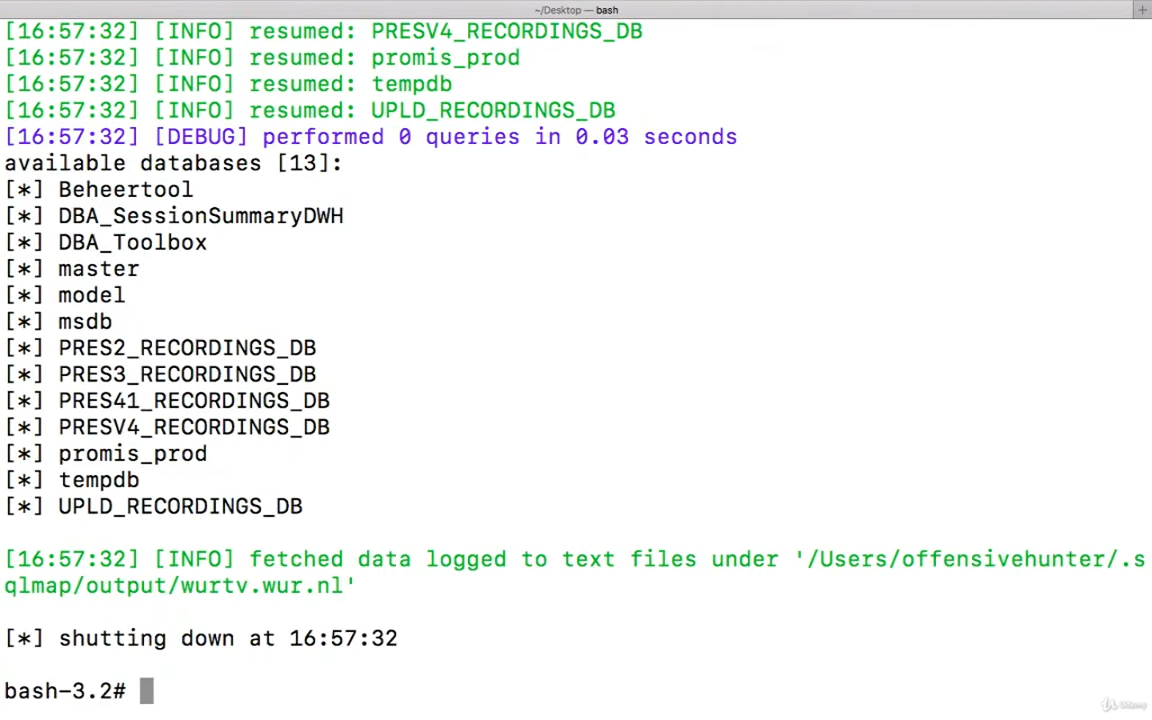 ~/Desktop — bash
[16:57:32] [INFO] resumed: PRESV4_RECORDINGS_DB
[16:57:32] [INFO] resumed: promis_prod
[16:57:32] [INFO] resumed: tempdb
[16:57:32] [INFO] resumed: UPLD_RECORDINGS_DB
[16:57:32] [DEBUG] performed 0 queries in 0.03 seconds
available databases [13]:
[*] Beheertool
[*] DBA_SessionSummaryDWH
[*] DBA_Toolbox
[*] master
[*] model
[*] msdb
[*] PRES2_RECORDINGS_DB
[*] PRES3_RECORDINGS_DB
[*] PRES41_RECORDINGS_DB
[*] PRESV4_RECORDINGS_DB
[*] promis_prod
[*] tempdb
[*] UPLD_RECORDINGS_DB
[16:57:32] [INFO] fetched data logged to text files under '/Users/offensivehunter/.s
qlmap/output/wurtv.wur.nl'
[*] shutting down at 16:57:32
bash-3.2#
Udemy